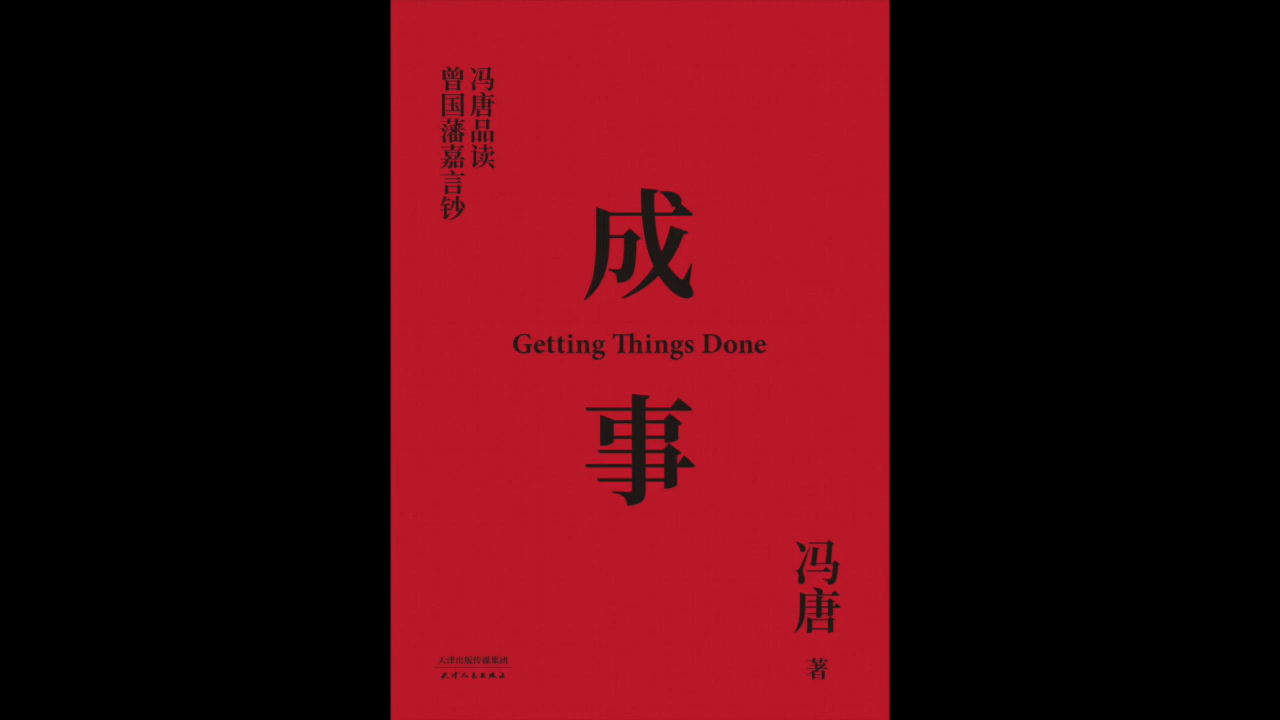 冯唐品读
曾国藩嘉言钞
成
Getting Things Done
事
冯唐
著
天津出版传媒集团
天津人民出版社